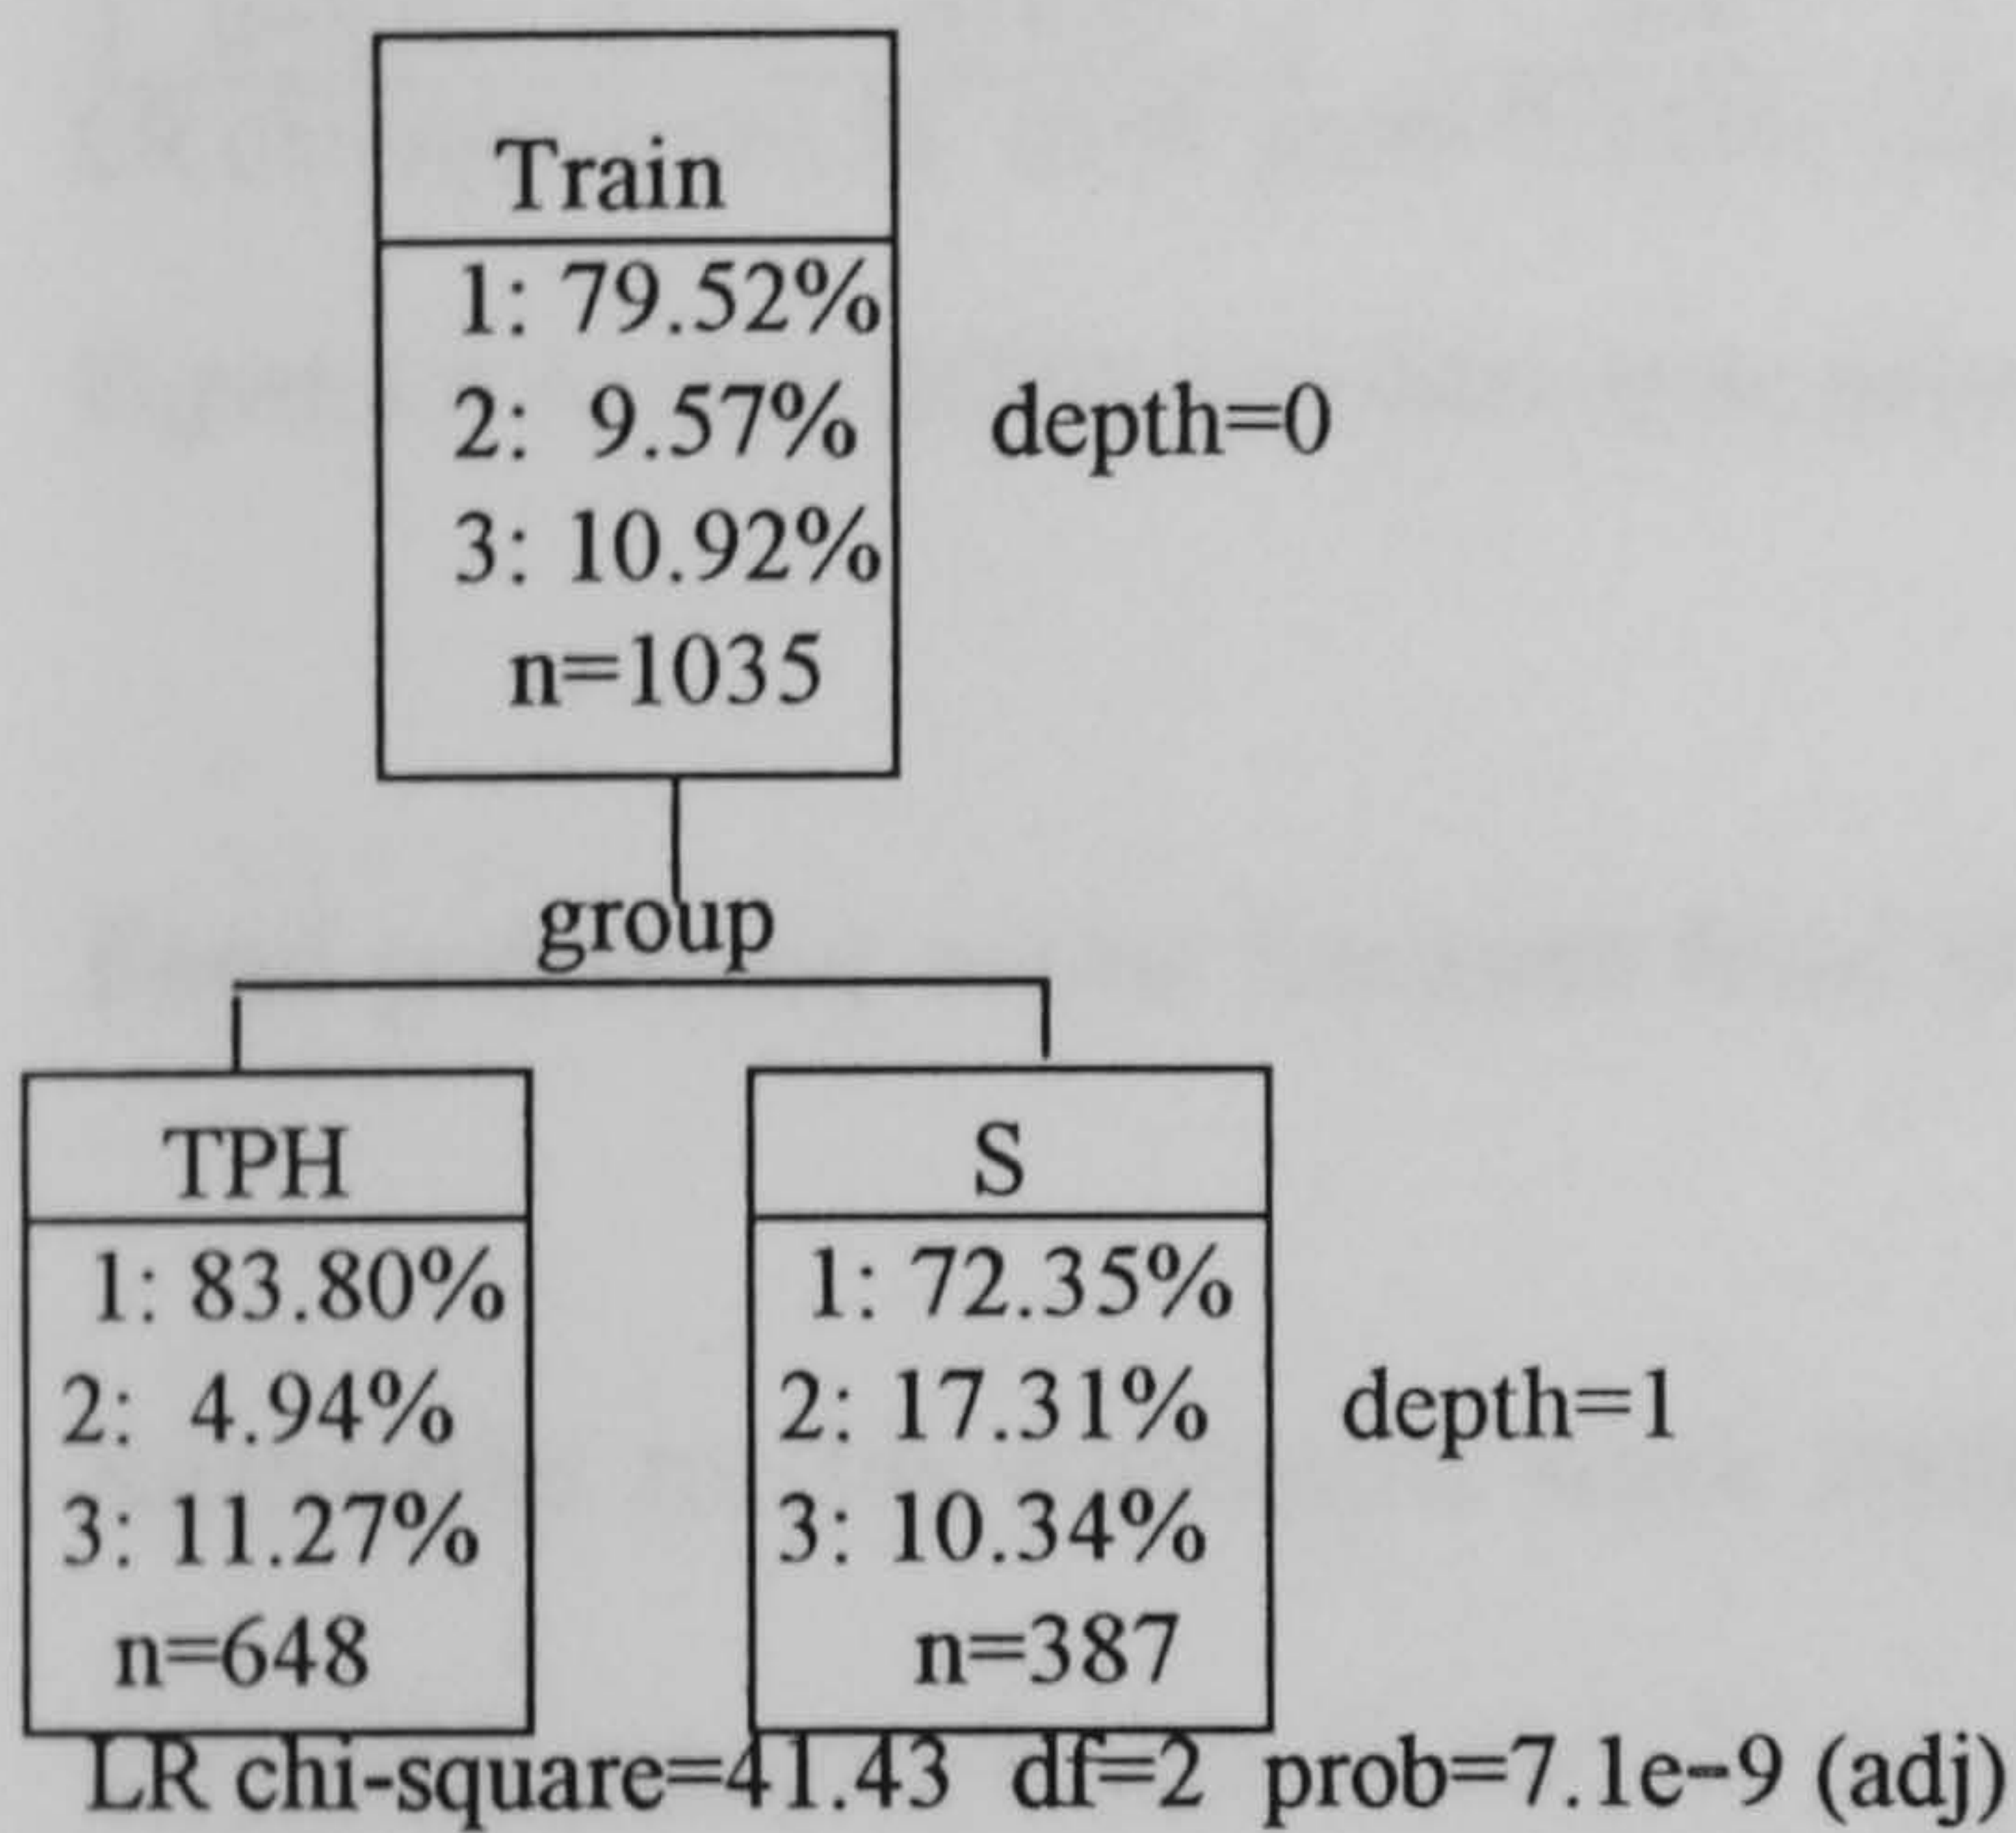 Train
1: 79.52%
2: 9.57%
depth=0
3: 10.92%
n=1035
group
TPH
1: 83.80%
2: 4.94%
3: 11.27%
n=648
S
1: 72.35%
2: 17.31%
3: 10.34%
n=387
depth=1
LR chi-square=41.43 df=2 prob=7.1e-9 (adj)